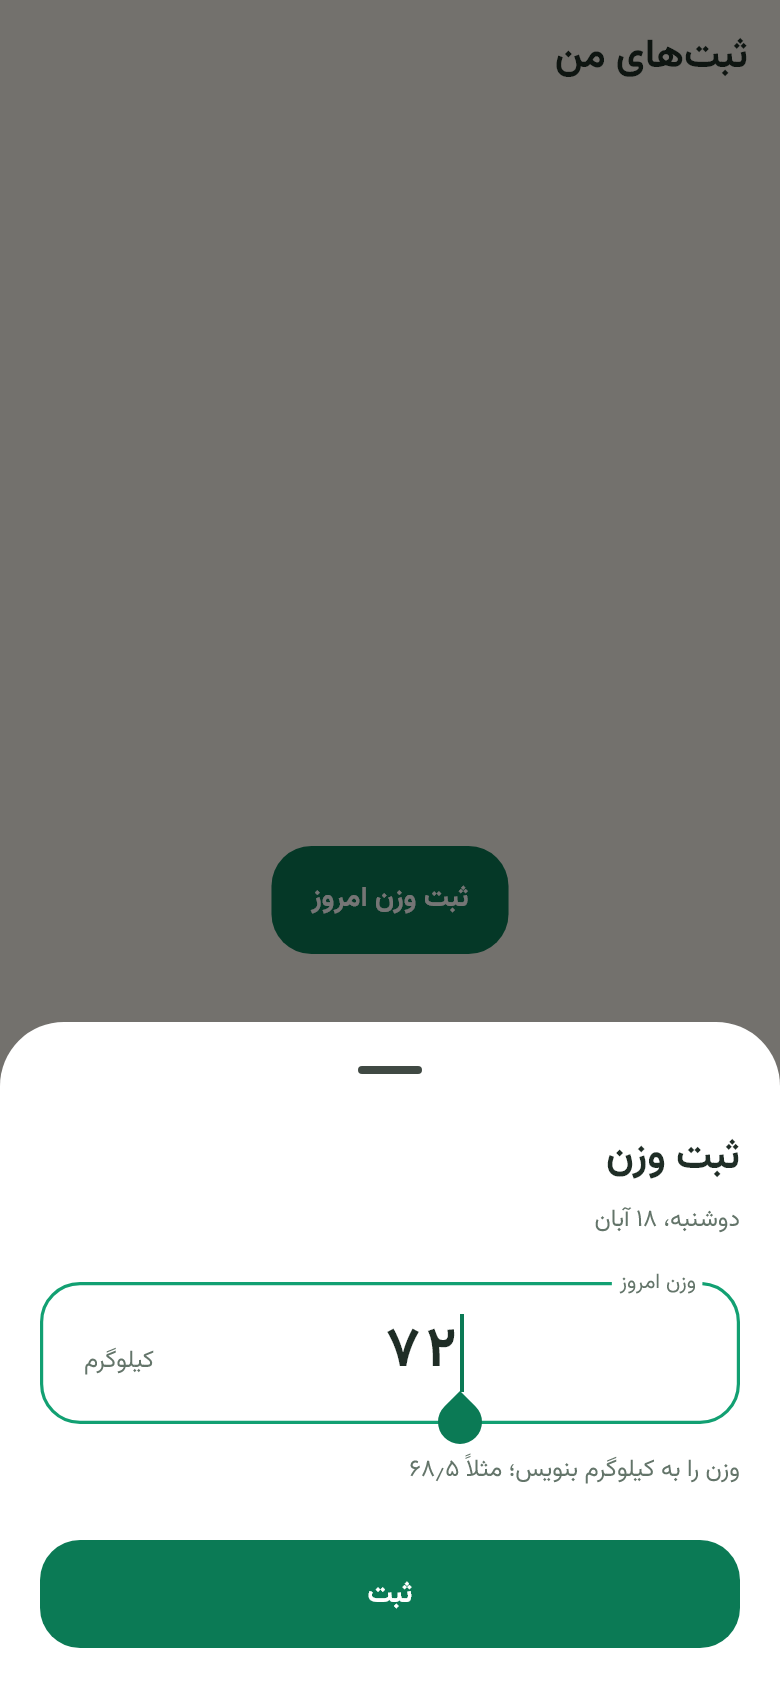 ثبت‌های من
ثبت وزن امروز
ثبت وزن
دوشنبه، ۱۸ آبان
وزن امروز
۷۲
کیلوگرم
وزن را به کیلوگرم بنویس؛ مثلاً ۶۸٫۵
ثبت